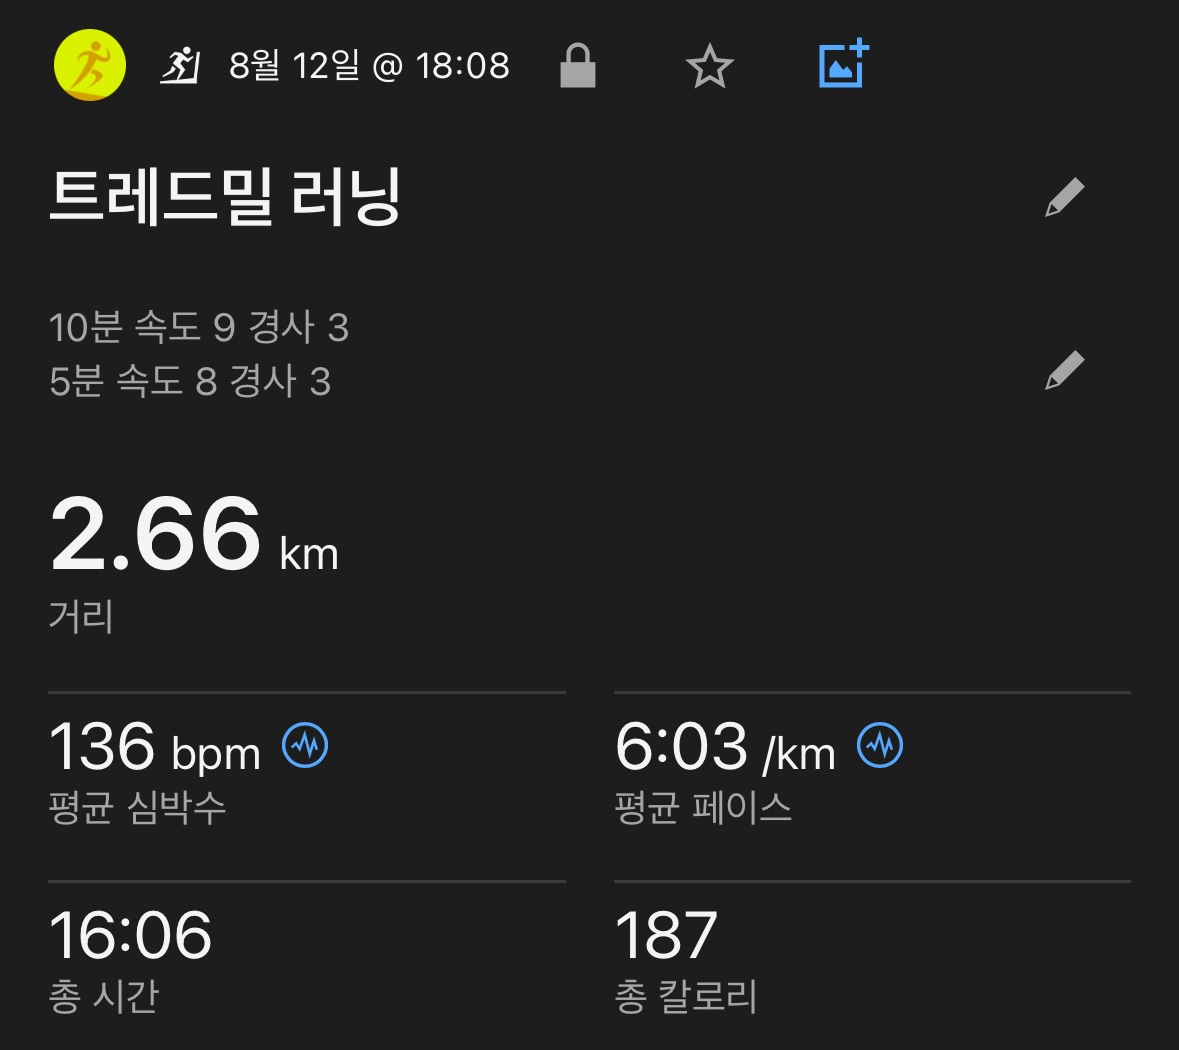 8월 12일 @ 18:08
트레드밀 러닝
10분 속도 9 경사 3
5분 속도 8 경사 3
2.66 km
거리
136 bpm
평균 심박수
6:03 /km
평균 페이스
16:06
총 시간
187
총 칼로리